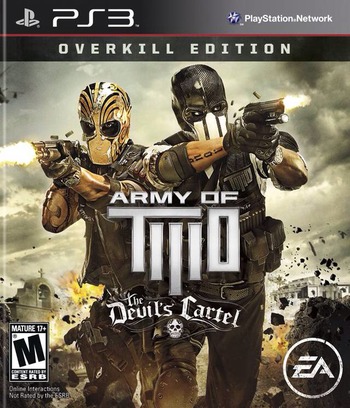 PS3
PlayStation®Network
OVERKILL EDITION
ARMY OF
TWO
The
Devil's Cartel
MATURE 17+
M
CONTENT RATED BY
ESRB
Online Interactions
Not Rated by the ESRB
EA